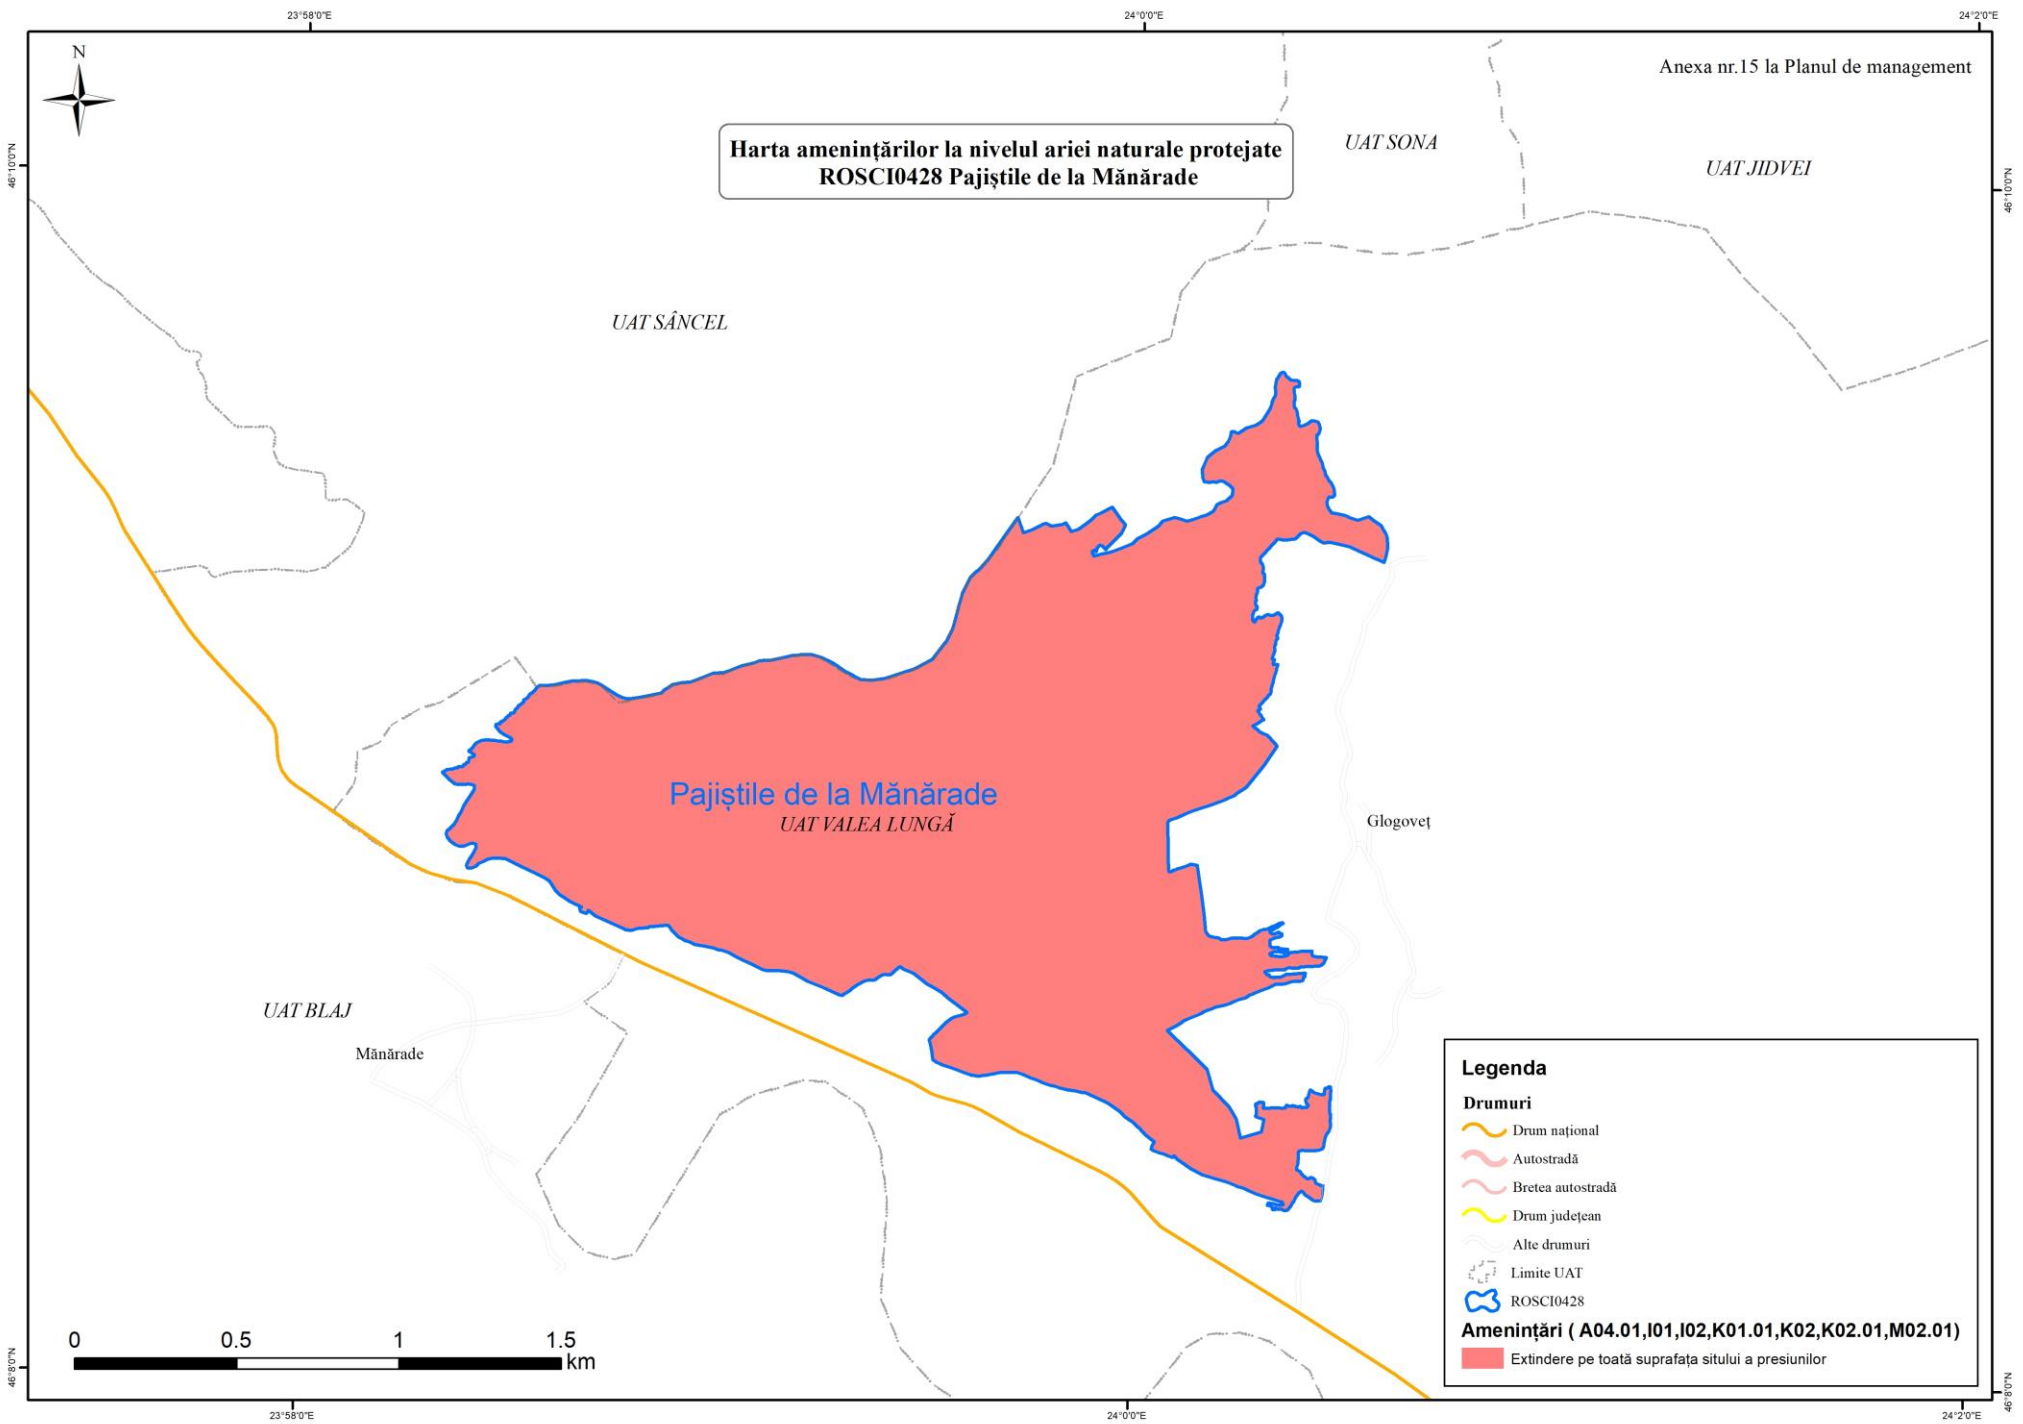 23°58'0"E
24°0'0"E
24°2'0"E
N
Anexa nr.15 la Planul de management
Harta amenințărilor la nivelul ariei naturale protejate
ROSCI0428 Pajiștile de la Mănărade
UAT SONA
UAT JIDVEI
46°10'0"N
46°10'0"N
UAT SÂNCEL
Pajiștile de la Mănărade
UAT VALEA LUNGĂ
Glogoveț
UAT BLAJ
Mănărade
Legenda
Drumuri
Drum național
Autostradă
Bretea autostradă
Drum județean
Alte drumuri
Limite UAT
ROSCI0428
Amenințări ( A04.01,I01,I02,K01.01,K02,K02.01,M02.01)
Extindere pe toată suprafața sitului a presiunilor
0 0.5 1 1.5
km
46°8'0"N
46°8'0"N
23°58'0"E
24°0'0"E
24°2'0"E